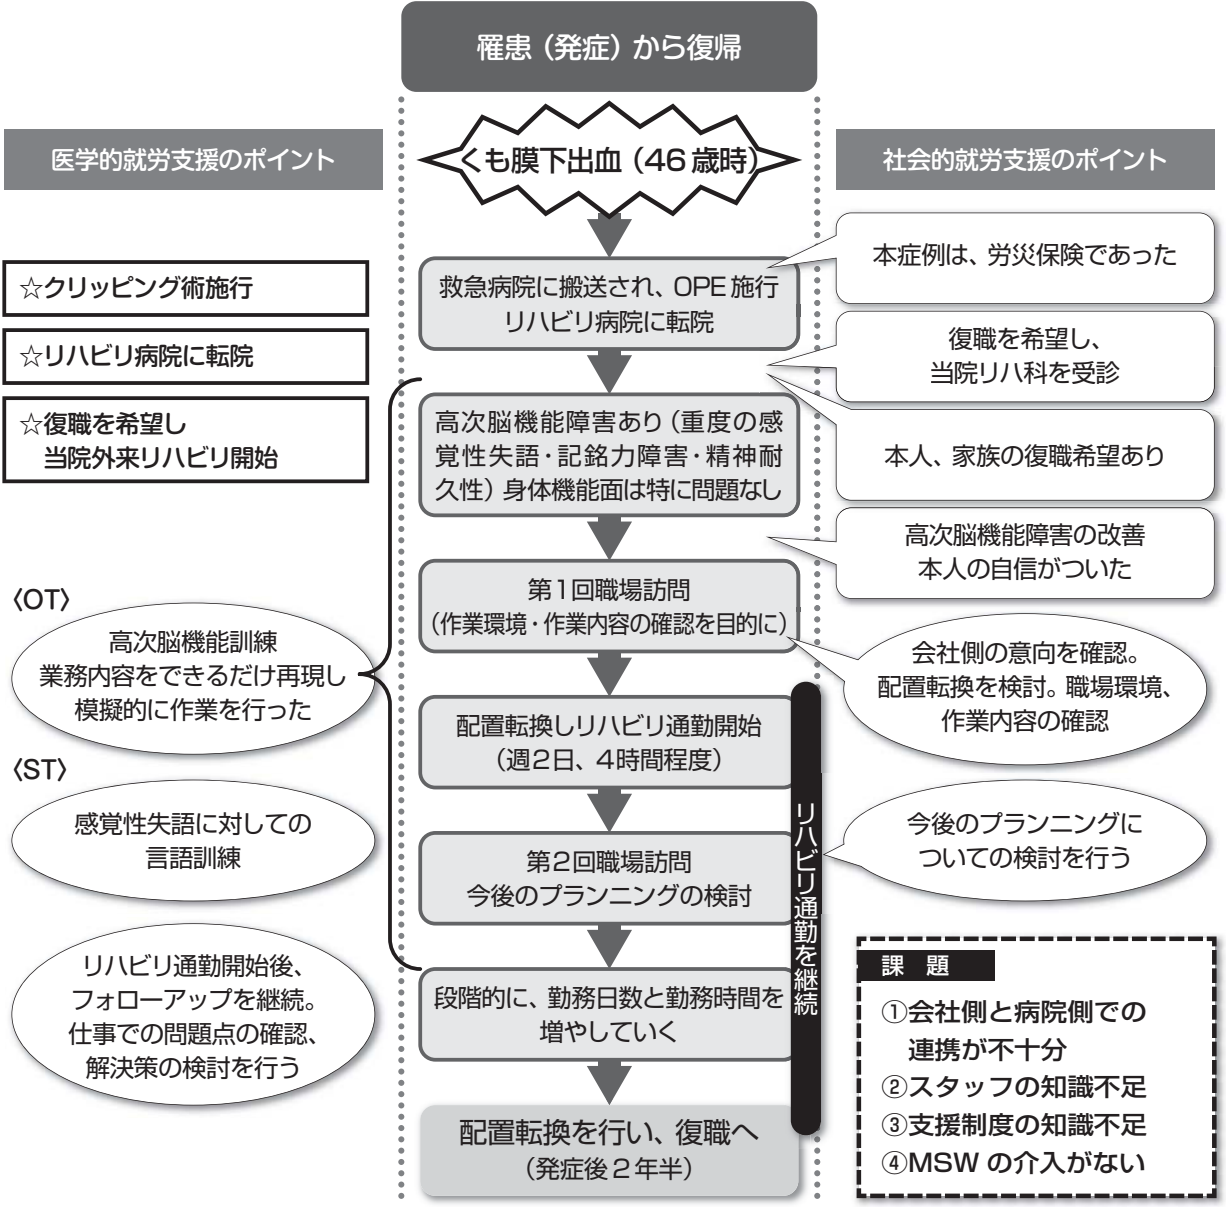 罹患（発症）から復帰
医学的就労支援のポイント
☆クリッピング術施行
☆リハビリ病院に転院
☆復職を希望し
当院外来リハビリ開始
〈OT〉
高次脳機能訓練
業務内容をできるだけ再現し
模擬的に作業を行った
〈ST〉
感覚性失語に対しての
言語訓練
リハビリ通勤開始後、
フォローアップを継続。
仕事での問題点の確認、
解決策の検討を行う
くも膜下出血（46歳時）
救急病院に搬送され、OPE施行
リハビリ病院に転院
高次脳機能障害あり（重度の感
覚性失語・記銘力障害・精神耐
久性）身体機能面は特に問題なし
第1回職場訪問
（作業環境・作業内容の確認を目的に）
配置転換しリハビリ通勤開始
（週2日、4時間程度）
第2回職場訪問
今後のプランニングの検討
段階的に、勤務日数と勤務時間を
増やしていく
配置転換を行い、復職へ
（発症後2年半）
リハビリ通勤を継続
社会的就労支援のポイント
本症例は、労災保険であった
復職を希望し、
当院リハ科を受診
本人、家族の復職希望あり
高次脳機能障害の改善
本人の自信がついた
会社側の意向を確認。
配置転換を検討。職場環境、
作業内容の確認
今後のプランニングに
ついての検討を行う
課　題
①会社側と病院側での
連携が不十分
②スタッフの知識不足
③支援制度の知識不足
④MSWの介入がない